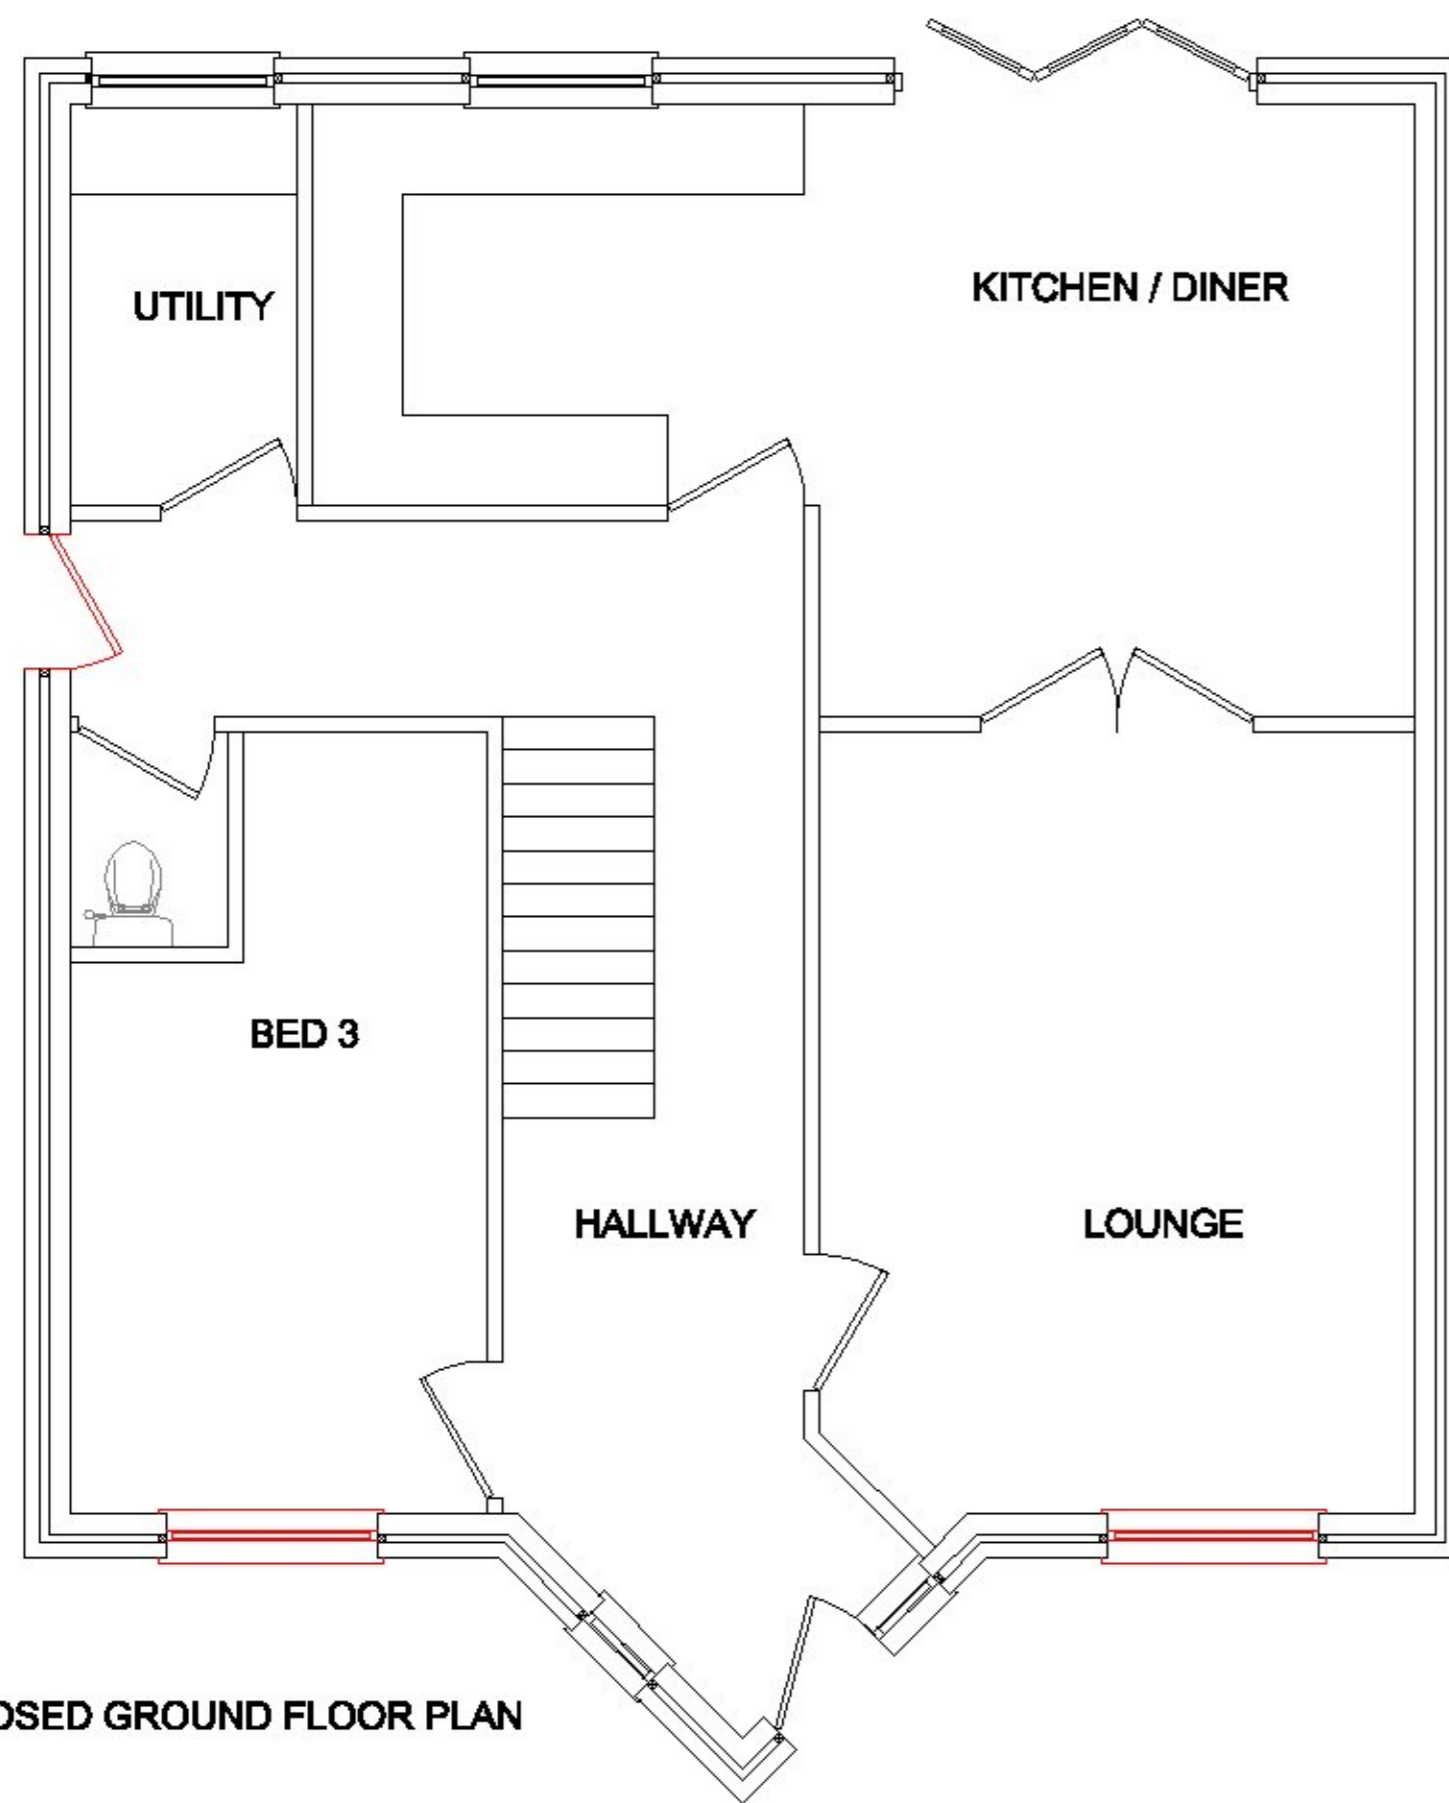 KITCHEN / DINER
UTILITY
BED 3
HALLWAY
LOUNGE
OSED GROUND FLOOR PLAN